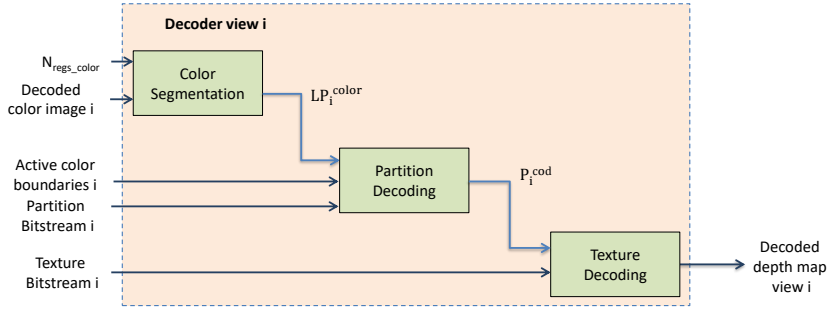 Decoder view i
N_regs_color
Decoded
color image i
Color
Segmentation
LP_i^color
Active color
boundaries i
Partition
Bitstream i
Partition
Decoding
P_i^cod
Texture
Bitstream i
Texture
Decoding
Decoded
depth map
view i